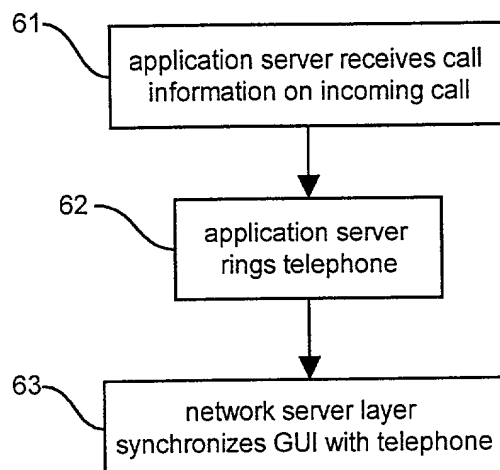 61
application server receives call
information on incoming call
62
application server
rings telephone
63
network server layer
synchronizes GUI with telephone